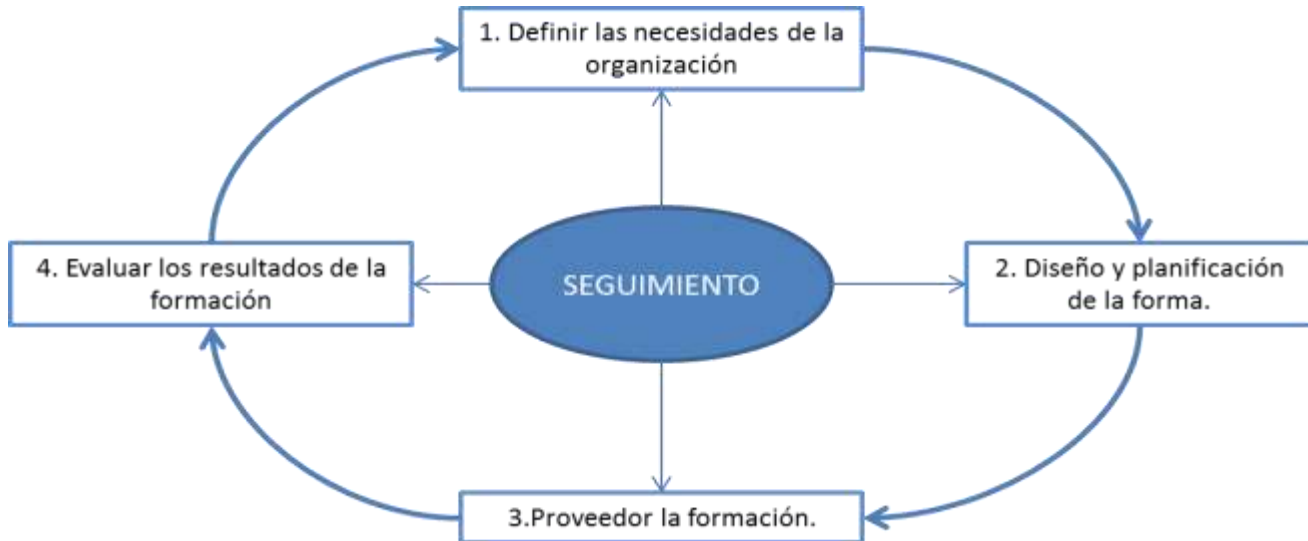 1. Definir las necesidades de la
organización
4. Evaluar los resultados de la
formación
SEGUIMIENTO
2. Diseño y planificación
de la forma.
3.Proveedor la formación.